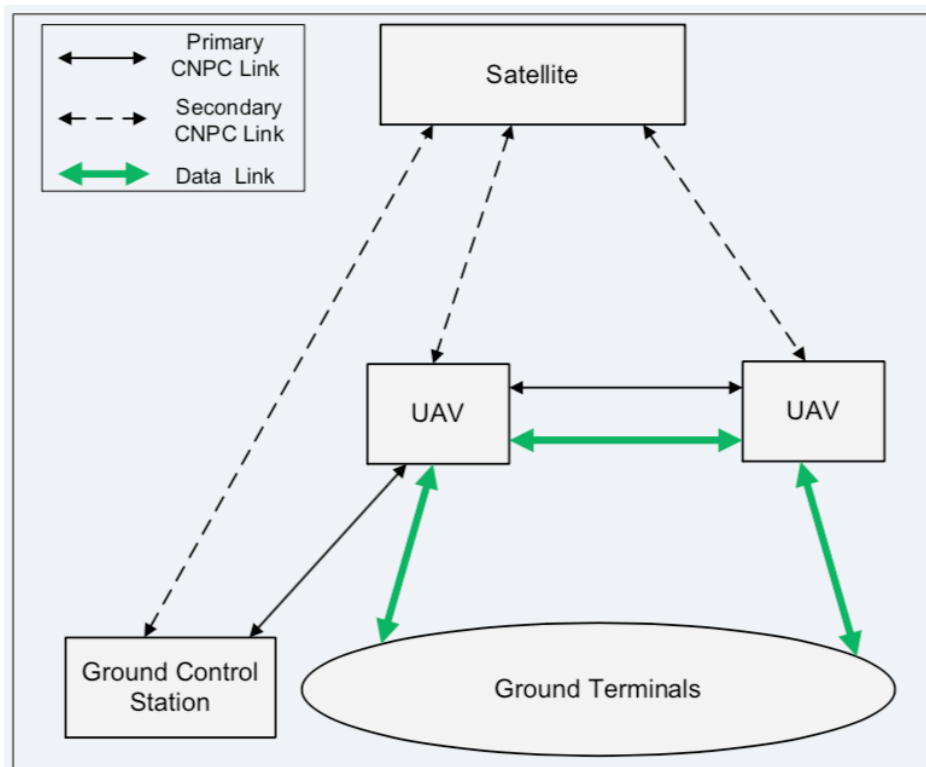 Primary
CNPC Link
Secondary
CNPC Link
Data Link
Satellite
UAV
UAV
Ground Control
Station
Ground Terminals